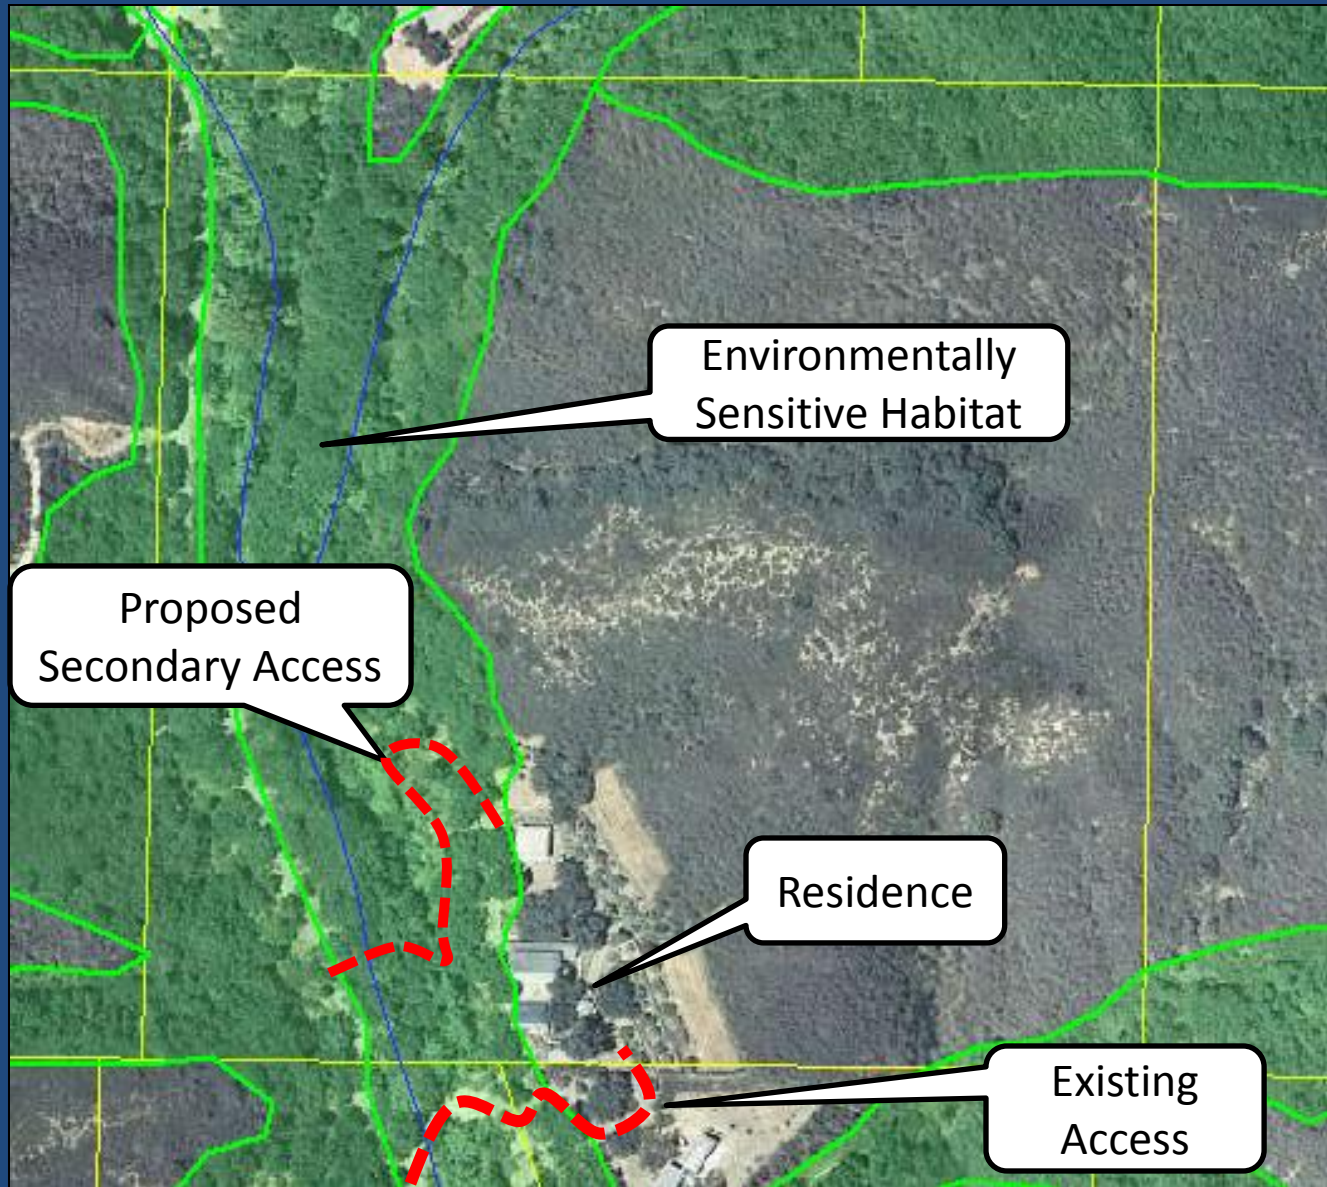 Environmentally
Sensitive Habitat
Proposed
Secondary Access
Residence
Existing
Access